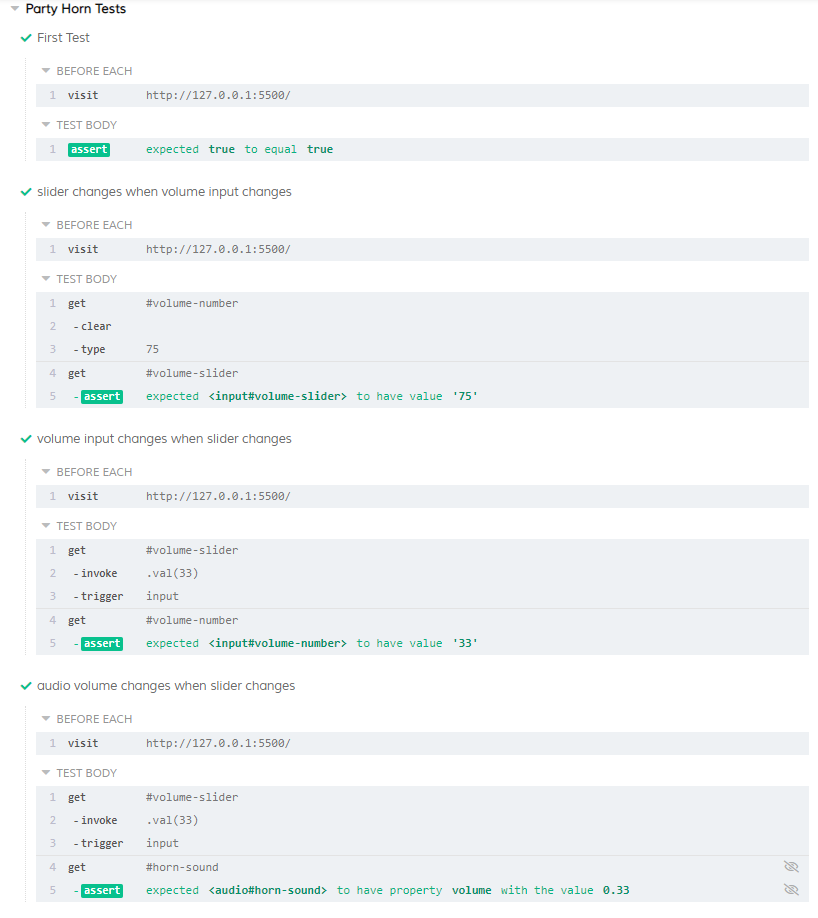 Party Horn Tests
First Test
BEFORE EACH
1 visit http://127.0.0.1:5500/
TEST BODY
1 assert expected true to equal true
slider changes when volume input changes
BEFORE EACH
1 visit http://127.0.0.1:5500/
TEST BODY
1 get #volume-number
2 -clear
3 -type 75
4 get #volume-slider
5 -assert expected <input#volume-slider> to have value '75'
volume input changes when slider changes
BEFORE EACH
1 visit http://127.0.0.1:5500/
TEST BODY
1 get #volume-slider
2 -invoke .val(33)
3 -trigger input
4 get #volume-number
5 -assert expected <input#volume-number> to have value '33'
audio volume changes when slider changes
BEFORE EACH
1 visit http://127.0.0.1:5500/
TEST BODY
1 get #volume-slider
2 -invoke .val(33)
3 -trigger input
4 get #horn-sound
5 -assert expected <audio#horn-sound> to have property volume with the value 0.33